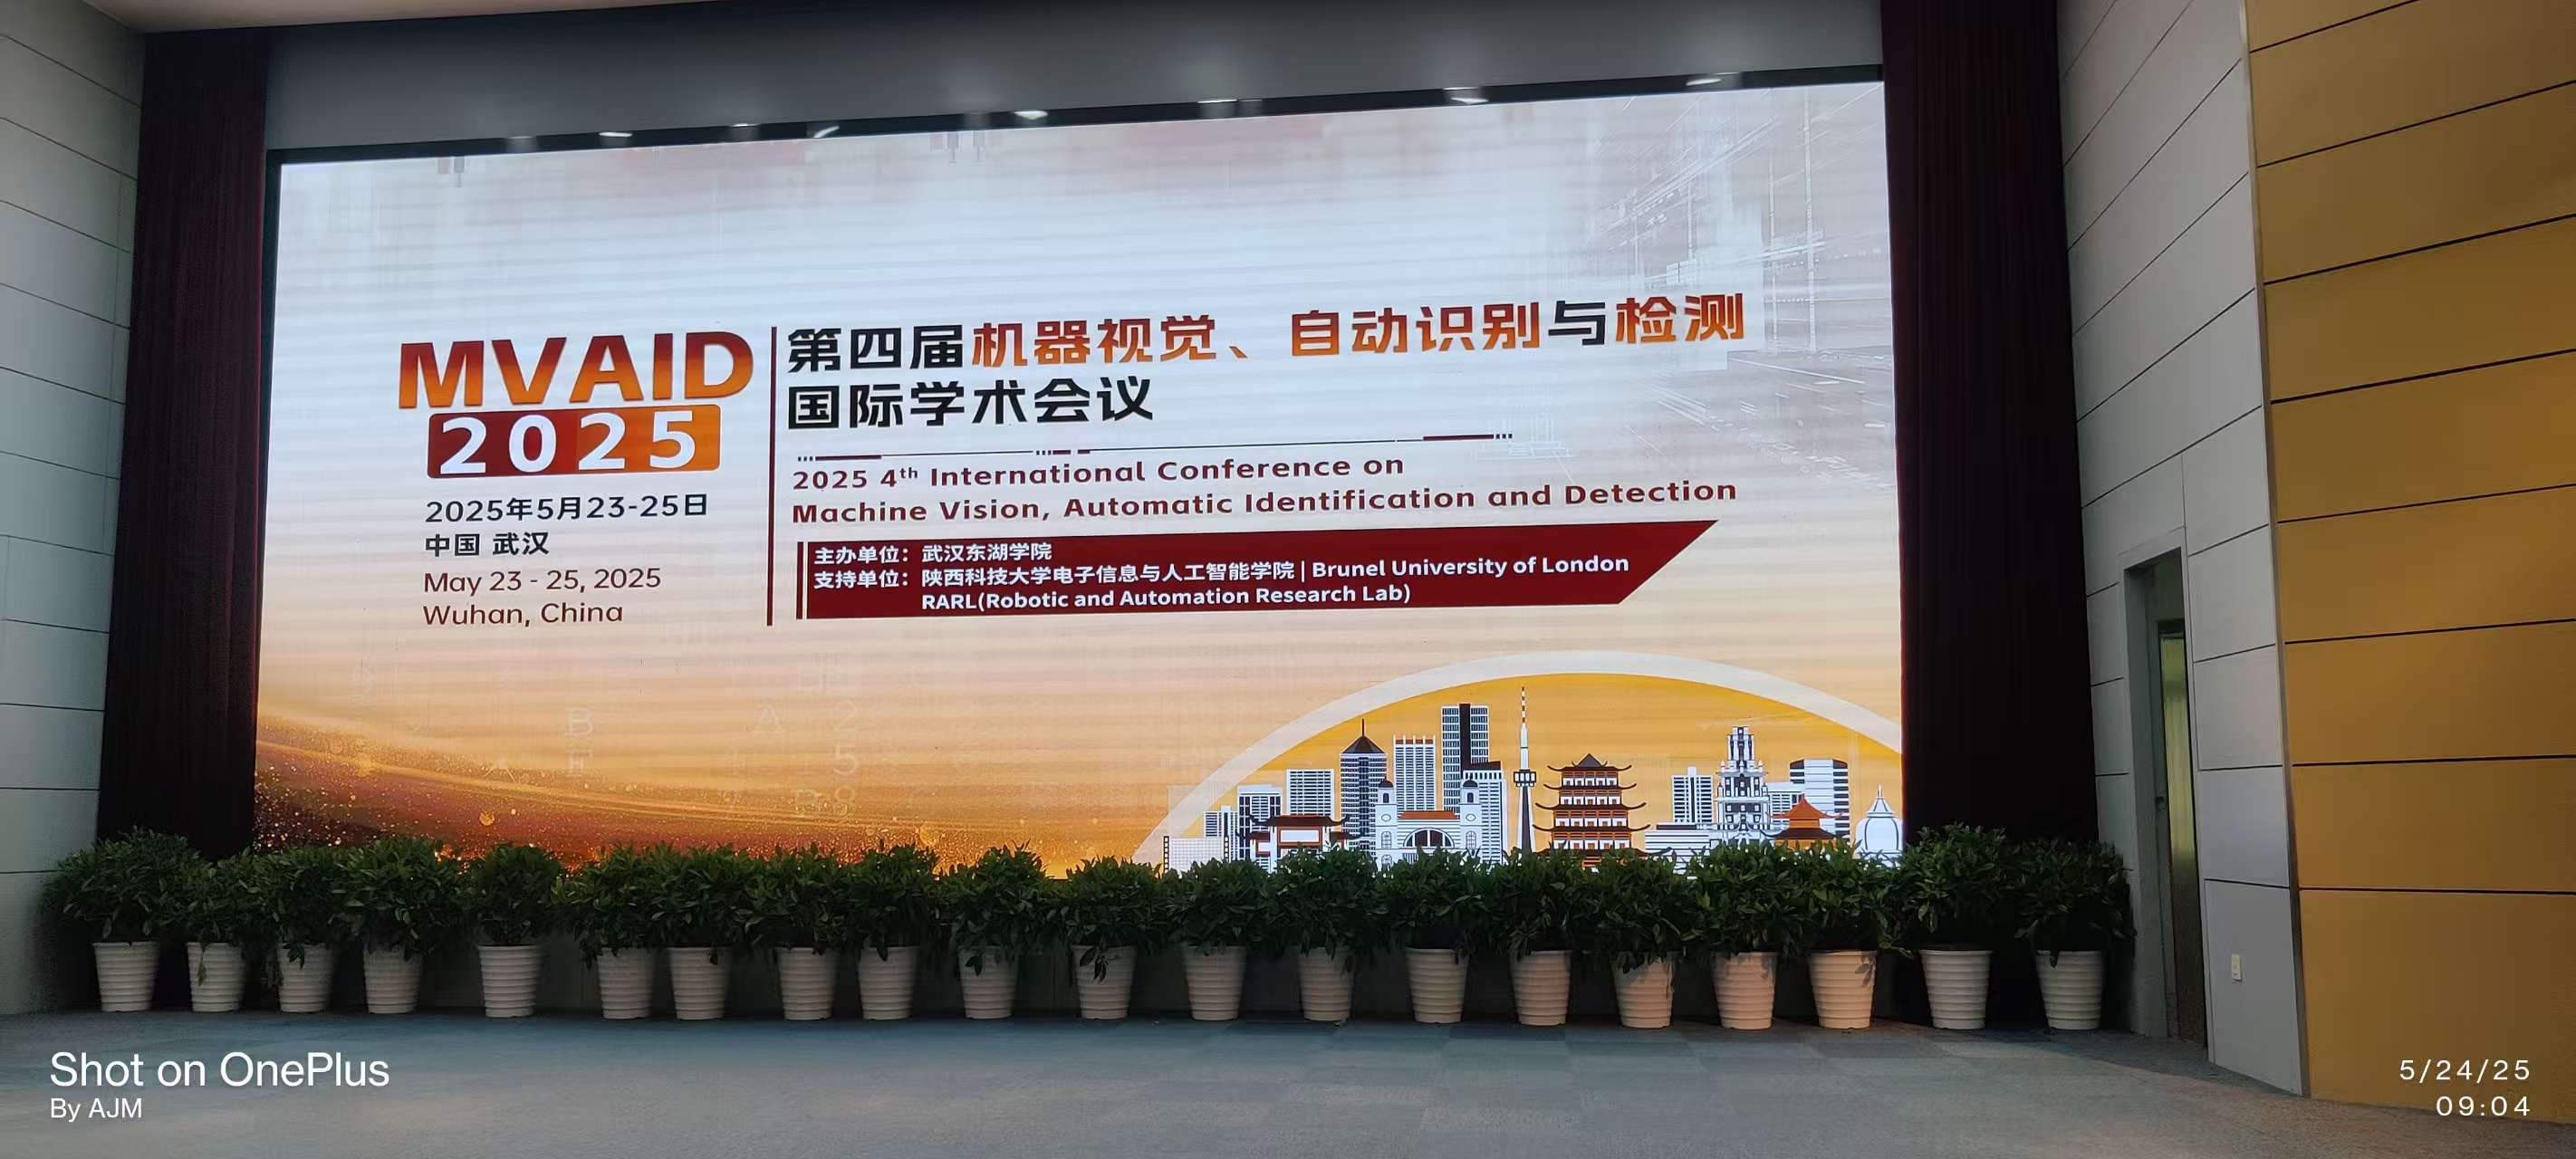 MVAID
2025
2025年5月23-25日
中国 武汉
May 23 - 25, 2025
Wuhan, China
第四届机器视觉、自动识别与检测
国际学术会议
2025 4th International Conference on
Machine Vision, Automatic Identification and Detection
主办单位：武汉东湖学院
支持单位：陕西科技大学电子信息与人工智能学院 | Brunel University of London
RARL(Robotic and Automation Research Lab)
Shot on OnePlus
By AJM
5/24/25
09:04